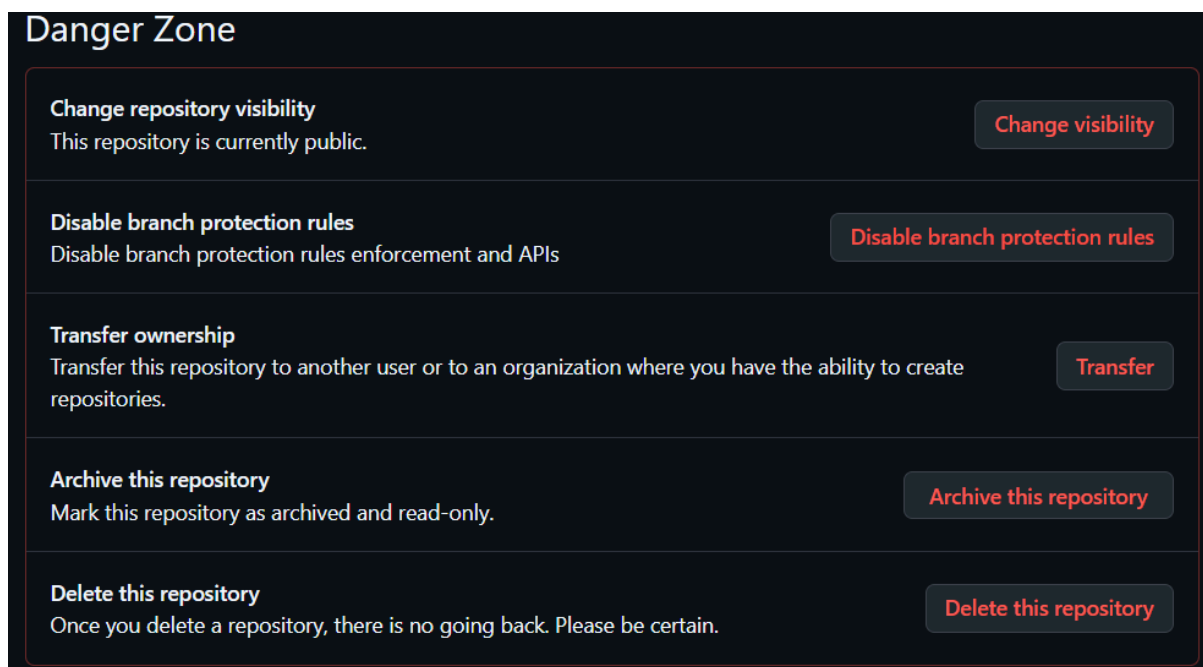 Danger Zone
Change repository visibility
This repository is currently public.
Change visibility
Disable branch protection rules
Disable branch protection rules enforcement and APIs
Disable branch protection rules
Transfer ownership
Transfer this repository to another user or to an organization where you have the ability to create
repositories.
Transfer
Archive this repository
Mark this repository as archived and read-only.
Archive this repository
Delete this repository
Once you delete a repository, there is no going back. Please be certain.
Delete this repository